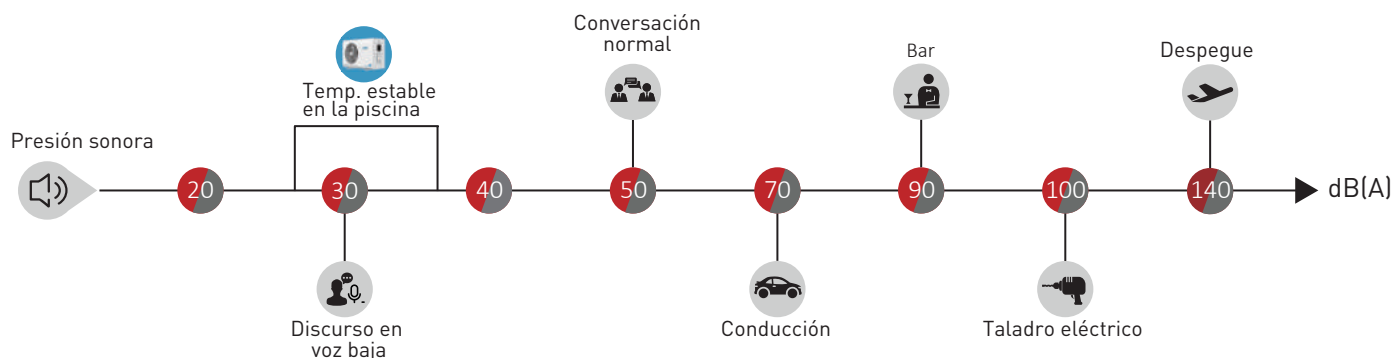 Conversación
normal
Bar
Despegue
Temp. estable
en la piscina
Presión sonora
20
30
40
50
70
90
100
140
dB(A)
Discurso en
voz baja
Conducción
Taladro eléctrico